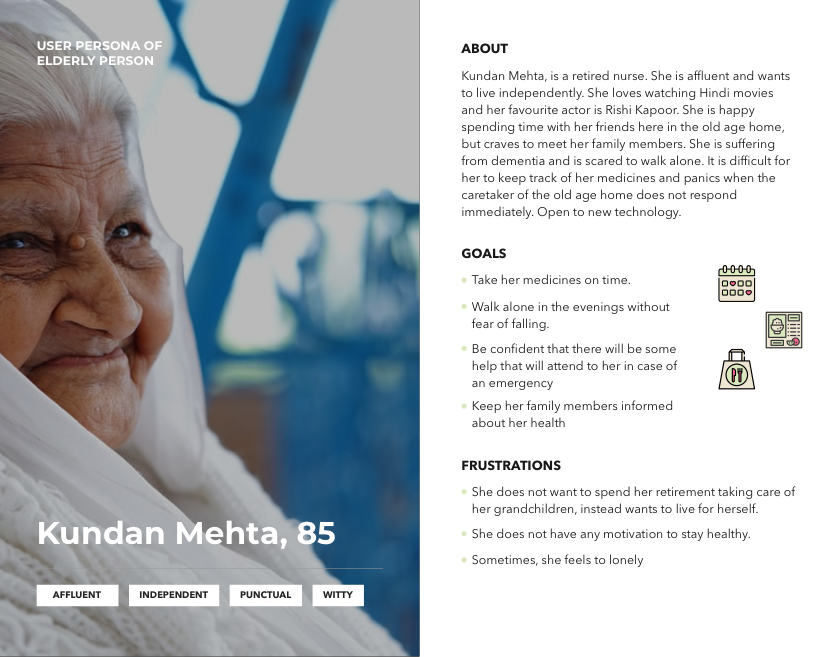 USER PERSONA OF
ELDERLY PERSON
Kundan Mehta, 85
AFFLUENT
INDEPENDENT
PUNCTUAL
WITTY
ABOUT
Kundan Mehta, is a retired nurse. She is affluent and wants
to live independently. She loves watching Hindi movies
and her favourite actor is Rishi Kapoor. She is happy
spending time with her friends here in the old age home,
but craves to meet her family members. She is suffering
from dementia and is scared to walk alone. It is difficult for
her to keep track of her medicines and panics when the
caretaker of the old age home does not respond
immediately. Open to new technology.
GOALS
Take her medicines on time.
Walk alone in the evenings without
fear of falling.
Be confident that there will be some
help that will attend to her in case of
an emergency
Keep her family members informed
about her health
FRUSTRATIONS
She does not want to spend her retirement taking care of
her grandchildren, instead wants to live for herself.
She does not have any motivation to stay healthy.
Sometimes, she feels to lonely